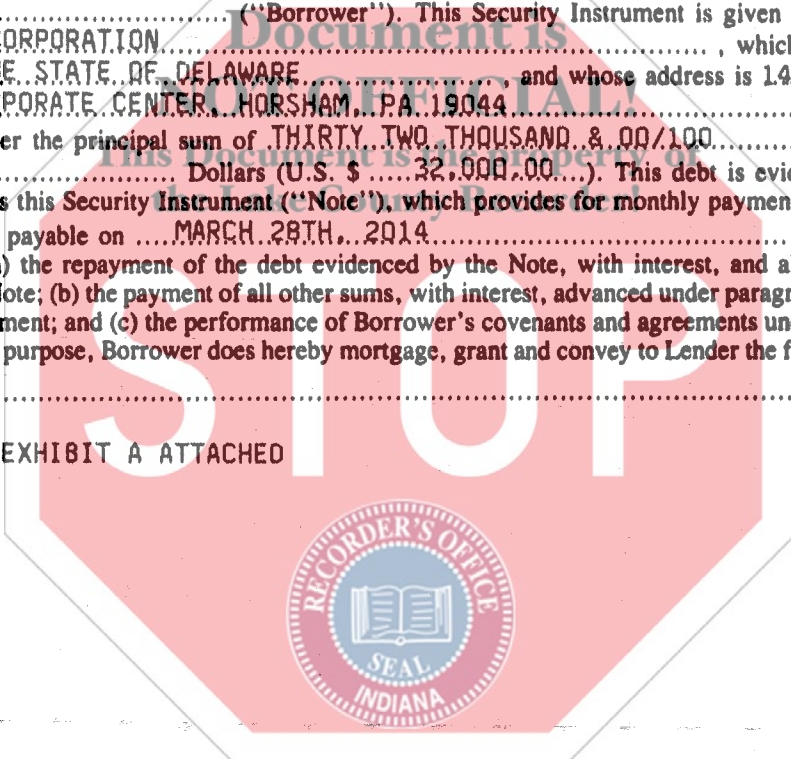 ("Borrower"). This Security Instrument is given
Document is
ORPORATION , which
E STATE OF DELAWARE , and whose address is 14
NOT OFFICIAL!
PORATE CENTER, HORSHAM, PA 19044
er the principal sum of THIRTY TWO THOUSAND & 00/100
This Document is the property of
Dollars (U.S. $ 32,000.00 ). This debt is evid
the Lake County Recorder!
s this Security Instrument ("Note"), which provides for monthly paymen
payable on MARCH 28TH, 2014
) the repayment of the debt evidenced by the Note, with interest, and a
ote; (b) the payment of all other sums, with interest, advanced under paragr
ment; and (c) the performance of Borrower's covenants and agreements un
purpose, Borrower does hereby mortgage, grant and convey to Lender the f
STOP
EXHIBIT A ATTACHED
RECORDER'S OFFICE
SEAL
INDIANA